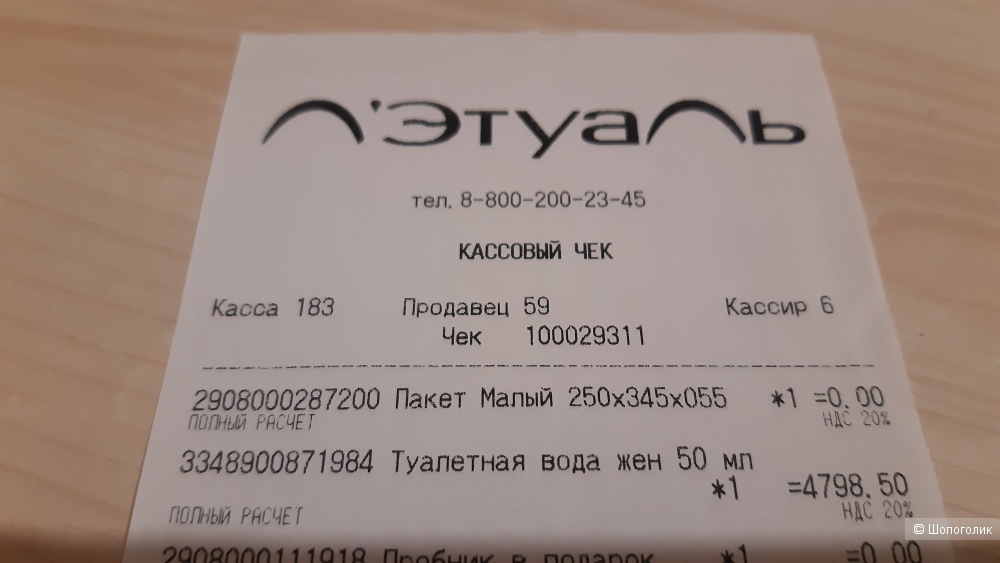 Л'Этуаль
тел. 8-800-200-23-45
КАССОВЫЙ ЧЕК
Касса 183 Продавец 59 Кассир 6
Чек 100029311
2908000287200 Пакет Малый 250x345x055 *1 =0.00
ПОЛНЫЙ РАСЧЕТ НДС 20%
3348900871984 Туалетная вода жен 50 мл
*1 =4798.50
ПОЛНЫЙ РАСЧЕТ НДС 20%
2908000111918 Пробник в подарок *1 =0.00
© Шопоголик